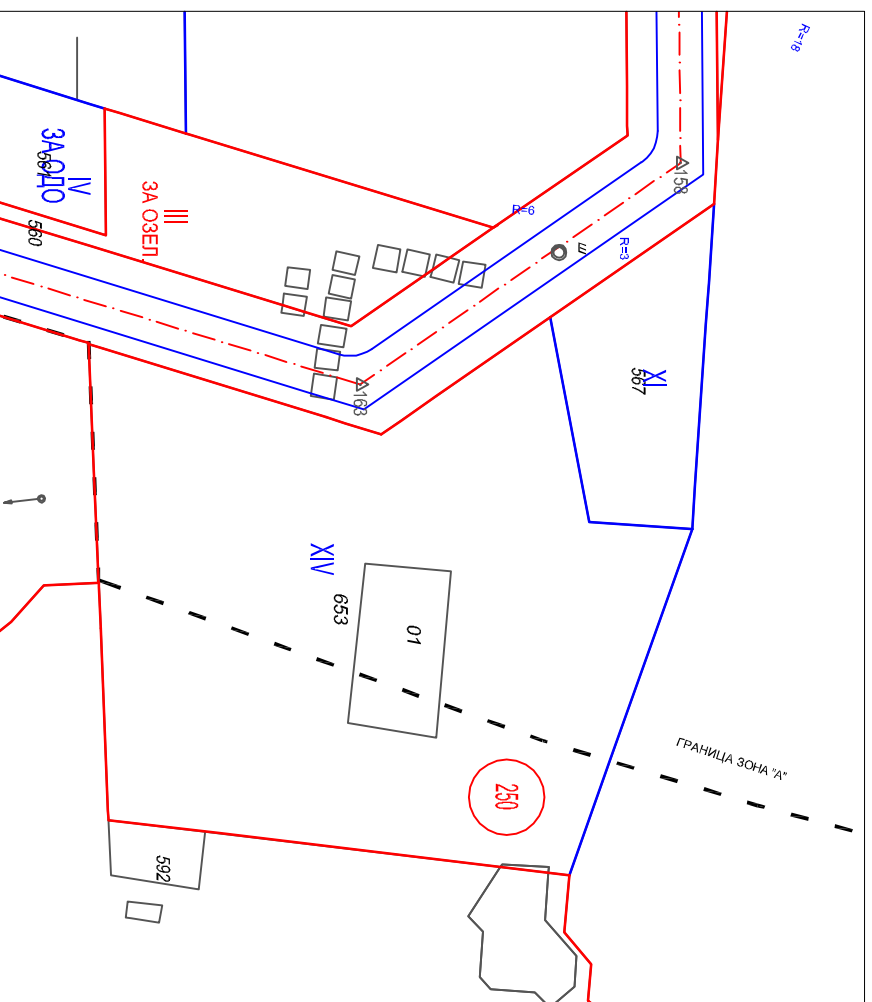 R=18
IV
ЗА ОДО
561
III
ЗА ОЗЕЛ.
560
158
R=6
R=3
Ш
163
XI
567
XIV
653
01
ГРАНИЦА ЗОНА "А"
250
592